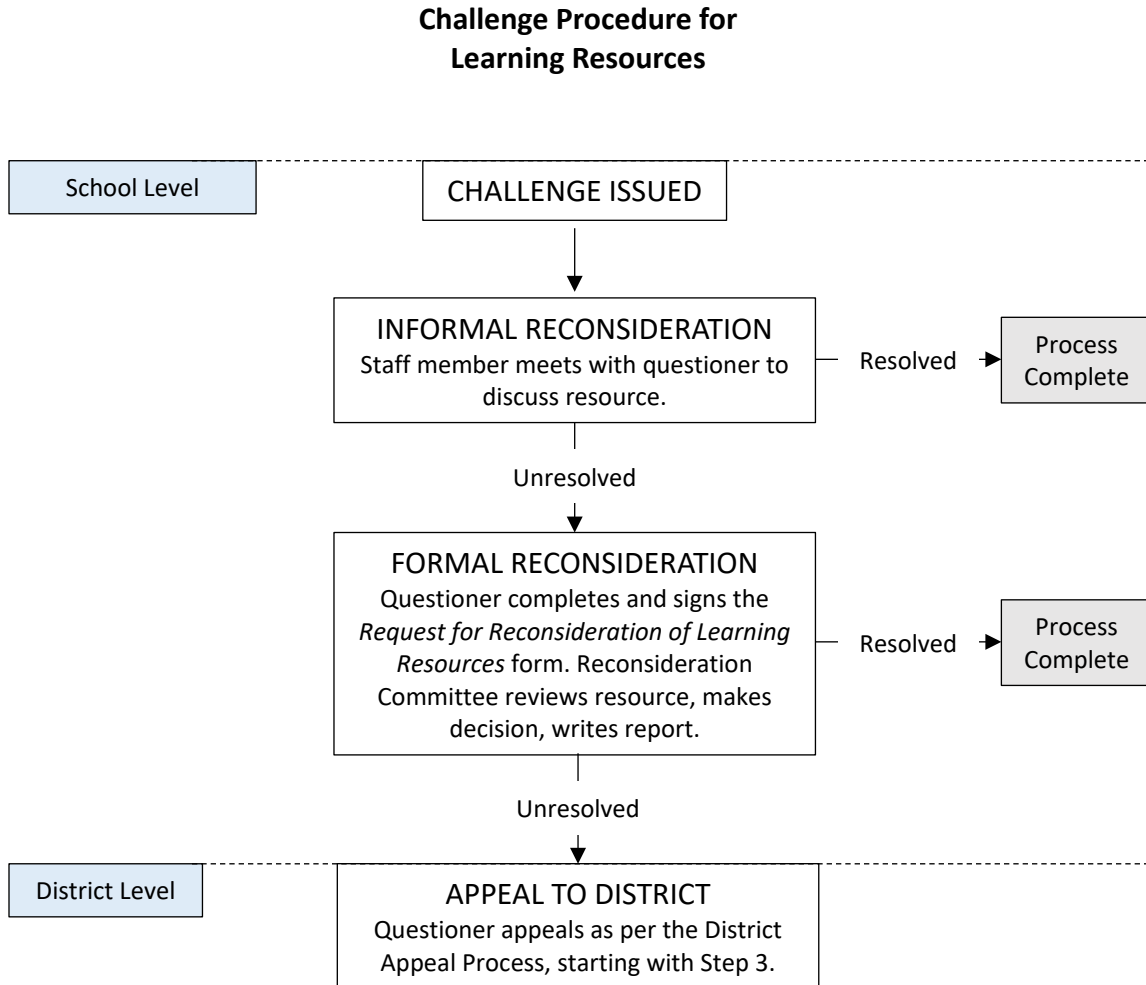 Challenge Procedure for
Learning Resources
School Level
CHALLENGE ISSUED
INFORMAL RECONSIDERATION
Staff member meets with questioner to
discuss resource.
Resolved
Process
Complete
Unresolved
FORMAL RECONSIDERATION
Questioner completes and signs the
Request for Reconsideration of Learning
Resources form. Reconsideration
Committee reviews resource, makes
decision, writes report.
Resolved
Process
Complete
Unresolved
District Level
APPEAL TO DISTRICT
Questioner appeals as per the District
Appeal Process, starting with Step 3.